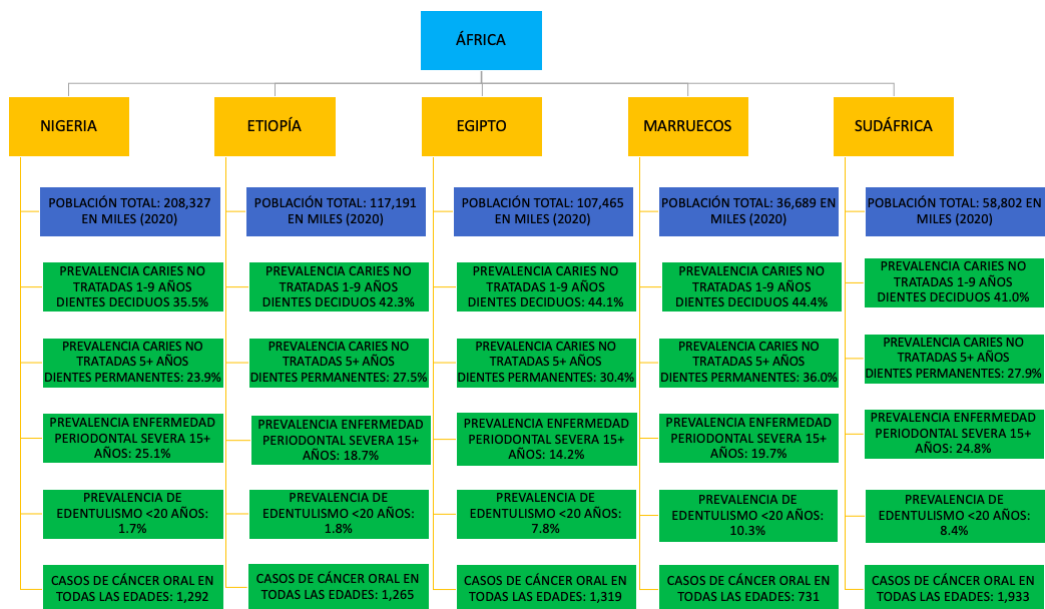 ÁFRICA
NIGERIA
POBLACIÓN TOTAL: 208,327
EN MILES (2020)
PREVALENCIA CARIES NO
TRATADAS 1-9 AÑOS
DIENTES DECIDUOS 35.5%
PREVALENCIA CARIES NO
TRATADAS 5+ AÑOS
DIENTES PERMANENTES: 23.9%
PREVALENCIA ENFERMEDAD
PERIODONTAL SEVERA 15+
AÑOS: 25.1%
PREVALENCIA DE
EDENTULISMO <20 AÑOS:
1.7%
CASOS DE CÁNCER ORAL EN
TODAS LAS EDADES: 1,292
ETIOPÍA
POBLACIÓN TOTAL: 117,191
EN MILES (2020)
PREVALENCIA CARIES NO
TRATADAS 1-9 AÑOS
DIENTES DECIDUOS 42.3%
PREVALENCIA CARIES NO
TRATADAS 5+ AÑOS
DIENTES PERMANENTES: 27.5%
PREVALENCIA ENFERMEDAD
PERIODONTAL SEVERA 15+
AÑOS: 18.7%
PREVALENCIA DE
EDENTULISMO <20 AÑOS:
1.8%
CASOS DE CÁNCER ORAL EN
TODAS LAS EDADES: 1,265
EGIPTO
POBLACIÓN TOTAL: 107,465
EN MILES (2020)
PREVALENCIA CARIES NO
TRATADAS 1-9 AÑOS
DIENTES DECIDUOS: 44.1%
PREVALENCIA CARIES NO
TRATADAS 5+ AÑOS
DIENTES PERMANENTES: 30.4%
PREVALENCIA ENFERMEDAD
PERIODONTAL SEVERA 15+
AÑOS: 14.2%
PREVALENCIA DE
EDENTULISMO <20 AÑOS:
7.8%
CASOS DE CÁNCER ORAL EN
TODAS LAS EDADES: 1,319
MARRUECOS
POBLACIÓN TOTAL: 36,689 EN
MILES (2020)
PREVALENCIA CARIES NO
TRATADAS 1-9 AÑOS
DIENTES DECIDUOS 44.4%
PREVALENCIA CARIES NO
TRATADAS 5+ AÑOS
DIENTES PERMANENTES: 36.0%
PREVALENCIA ENFERMEDAD
PERIODONTAL SEVERA 15+
AÑOS: 19.7%
PREVALENCIA DE
EDENTULISMO <20 AÑOS:
10.3%
CASOS DE CÁNCER ORAL EN
TODAS LAS EDADES: 731
SUDÁFRICA
POBLACIÓN TOTAL: 58,802 EN
MILES (2020)
PREVALENCIA CARIES NO
TRATADAS 1-9 AÑOS
DIENTES DECIDUOS 41.0%
PREVALENCIA CARIES NO
TRATADAS 5+ AÑOS
DIENTES PERMANENTES: 27.9%
PREVALENCIA ENFERMEDAD
PERIODONTAL SEVERA 15+
AÑOS: 24.8%
PREVALENCIA DE
EDENTULISMO <20 AÑOS:
8.4%
CASOS DE CÁNCER ORAL EN
TODAS LAS EDADES: 1,933